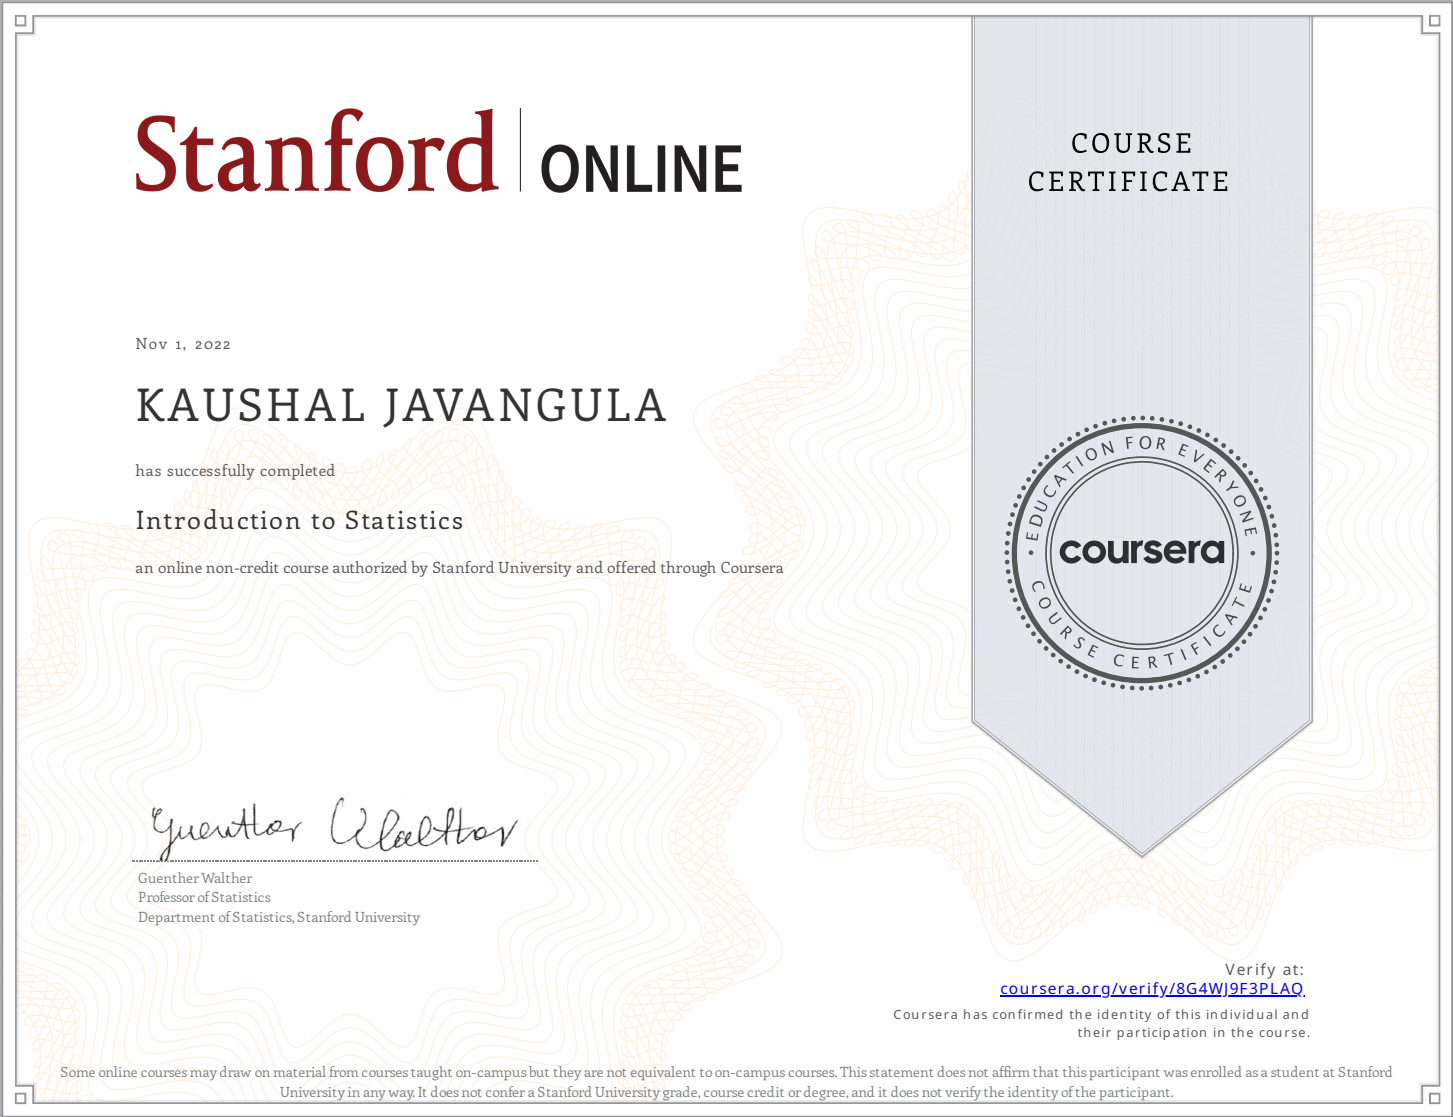 Stanford | ONLINE
COURSE
CERTIFICATE
Nov 1, 2022
KAUSHAL JAVANGULA
has successfully completed
Introduction to Statistics
an online non-credit course authorized by Stanford University and offered through Coursera
EDUCATION FOR EVERYONE
coursera
COURSE CERTIFICATE
Guenther Walther
Guenther Walther
Professor of Statistics
Department of Statistics, Stanford University
Verify at:
coursera.org/verify/8G4WJ9F3PLAQ
Coursera has confirmed the identity of this individual and
their participation in the course.
Some online courses may draw on material from courses taught on-campus but they are not equivalent to on-campus courses. This statement does not affirm that this participant was enrolled as a student at Stanford
University in any way. It does not confer a Stanford University grade, course credit or degree, and it does not verify the identity of the participant.